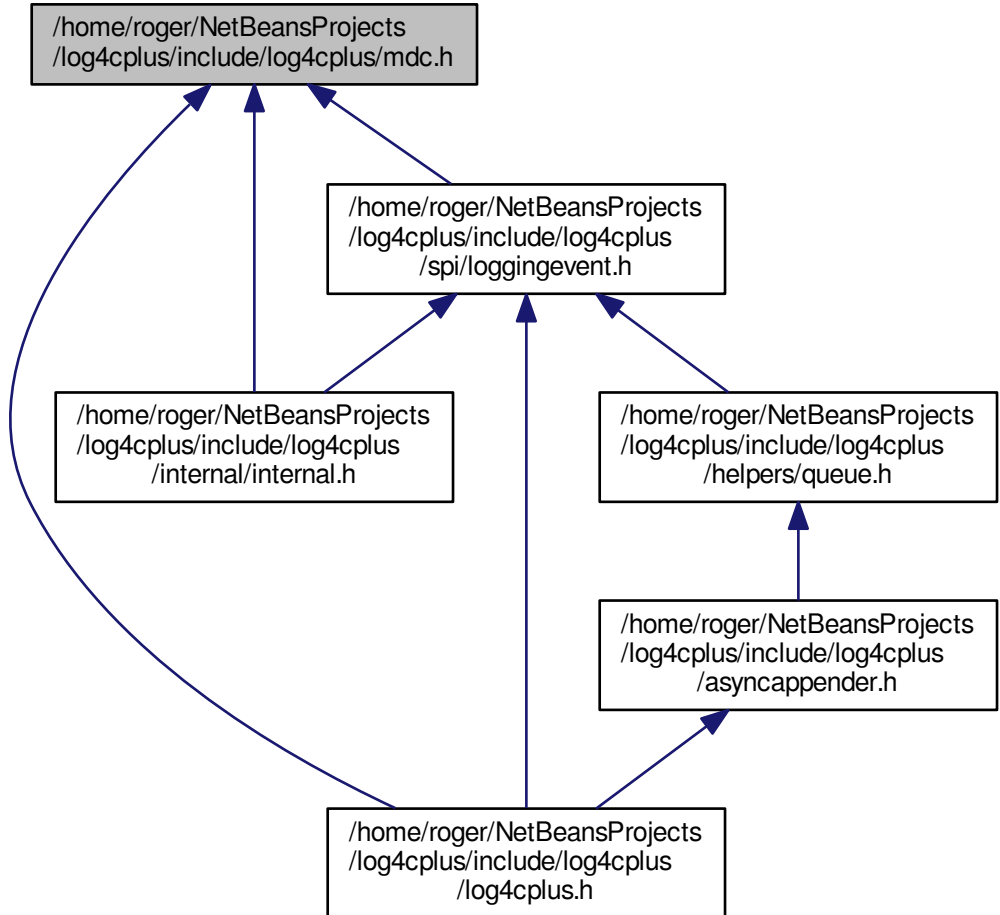 /home/roger/NetBeansProjects
/log4cplus/include/log4cplus/mdc.h
/home/roger/NetBeansProjects
/log4cplus/include/log4cplus
/spi/loggingevent.h
/home/roger/NetBeansProjects
/log4cplus/include/log4cplus
/internal/internal.h
/home/roger/NetBeansProjects
/log4cplus/include/log4cplus
/helpers/queue.h
/home/roger/NetBeansProjects
/log4cplus/include/log4cplus
/asyncappender.h
/home/roger/NetBeansProjects
/log4cplus/include/log4cplus
/log4cplus.h